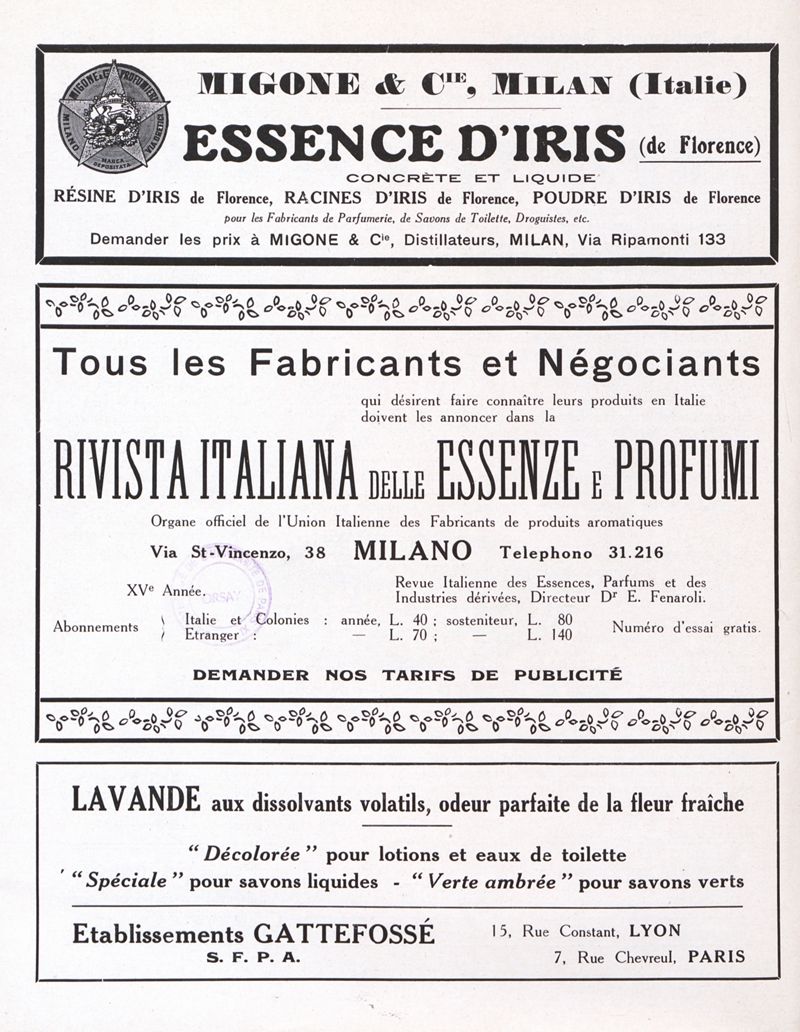 MIGONE & C PROFUMIERI
MILANO
MARCA
DEPOSITATA
MIGONE & CIE, MILAN (Italie)
ESSENCE D'IRIS (de Florence)
CONCRÈTE ET LIQUIDE
RÉSINE D'IRIS de Florence, RACINES D'IRIS de Florence, POUDRE D'IRIS de Florence
pour les Fabricants de Parfumerie, de Savons de Toilette, Droguistes, etc.
Demander les prix à MIGONE & Cie, Distillateurs, MILAN, Via Ripamonti 133
Tous les Fabricants et Négociants
qui désirent faire connaître leurs produits en Italie
doivent les annoncer dans la
RIVISTA ITALIANA DELLE ESSENZE E PROFUMI
Organe officiel de l'Union Italienne des Fabricants de produits aromatiques
Via St-Vincenzo, 38 MILANO Telephono 31.216
XVe Année.
Revue Italienne des Essences, Parfums et des
Industries dérivées, Directeur Dr E. Fenaroli.
ORSAY
Abonnements
Italie et Colonies : année, L. 40 ; sosteniteur, L. 80
Etranger : — L. 70 ; — L. 140
Numéro d'essai gratis.
DEMANDER NOS TARIFS DE PUBLICITÉ
LAVANDE aux dissolvants volatils, odeur parfaite de la fleur fraîche
“Décolorée” pour lotions et eaux de toilette
“Spéciale” pour savons liquides - “Verte ambrée” pour savons verts
Etablissements GATTEFOSSÉ
S. F. P. A.
15, Rue Constant, LYON
7, Rue Chevreul, PARIS